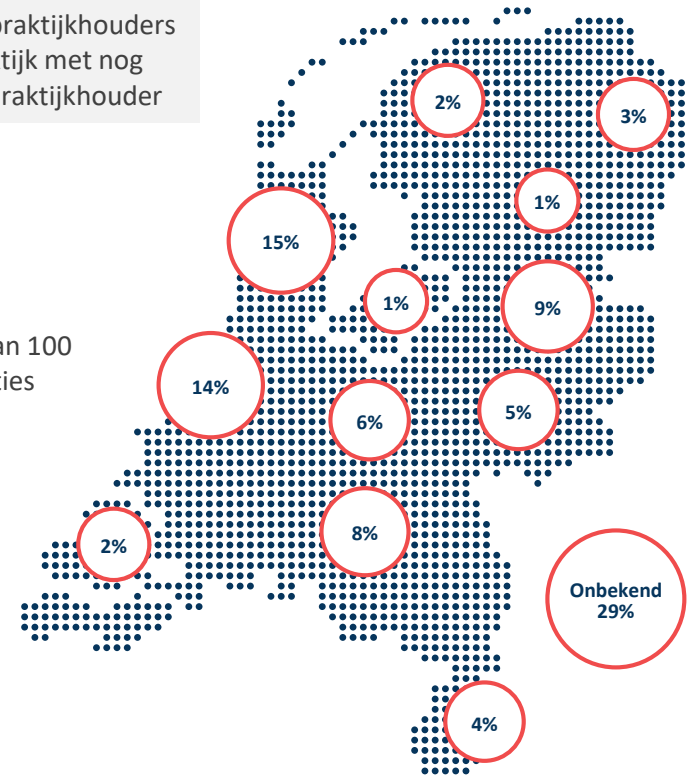 praktijkhouders
tijk met nog
raktijkhouder
2%
3%
1%
15%
1%
9%
an 100
ties
14%
5%
6%
8%
2%
Onbekend
29%
4%